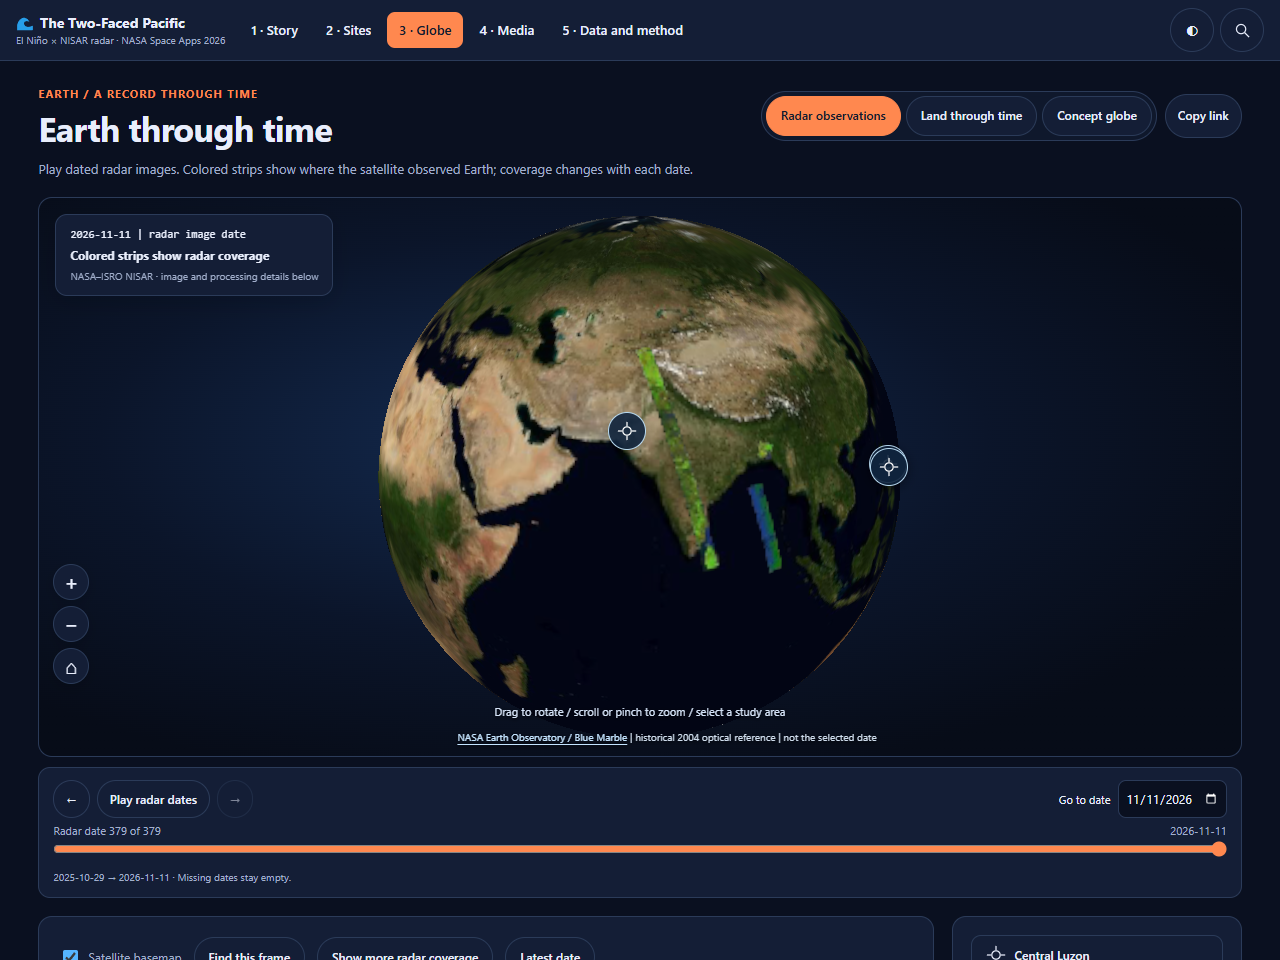 The Two-Faced Pacific
El Niño × NISAR radar · NASA Space Apps 2026
1 · Story
2 · Sites
3 · Globe
4 · Media
5 · Data and method
EARTH / A RECORD THROUGH TIME
Earth through time
Play dated radar images. Colored strips show where the satellite observed Earth; coverage changes with each date.
Radar observations
Land through time
Concept globe
Copy link
2026-11-11 | radar image date
Colored strips show radar coverage
NASA–ISRO NISAR · image and processing details below
Drag to rotate / scroll or pinch to zoom / select a study area
NASA Earth Observatory / Blue Marble | historical 2004 optical reference | not the selected date
← Play radar dates →
Go to date 11/11/2026
Radar date 379 of 379
2026-11-11
2025-10-29 → 2026-11-11 · Missing dates stay empty.
Satellite basemap
Find this frame
Show more radar coverage
Latest date
Central Luzon